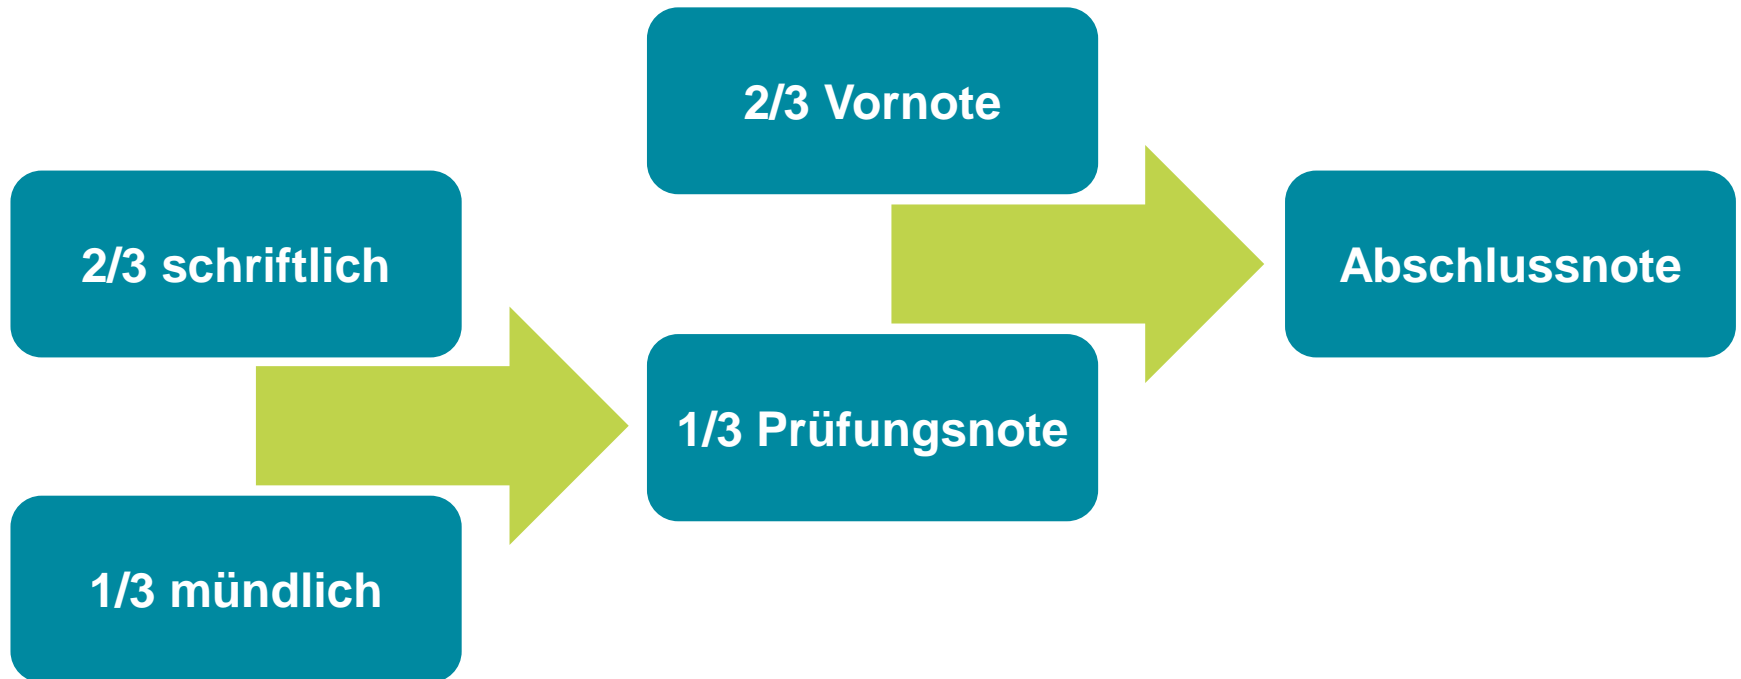 2/3 schriftlich
1/3 mündlich
2/3 Vornote
1/3 Prüfungsnote
Abschlussnote